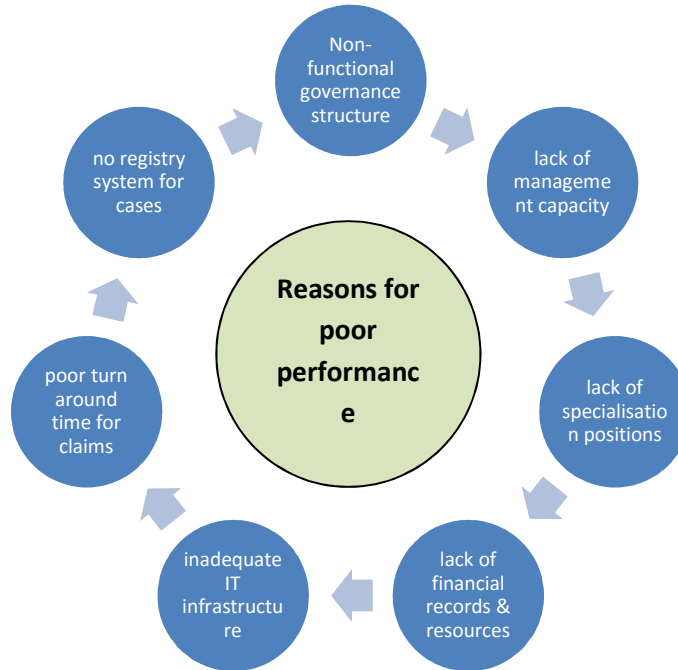 Non-
functional
governance
structure
lack of
manageme
nt capacity
lack of
specialisatio
n positions
lack of
financial
records &
resources
inadequate
IT
infrastructu
re
poor turn
around
time for
claims
no registry
system for
cases
Reasons for
poor
performanc
e